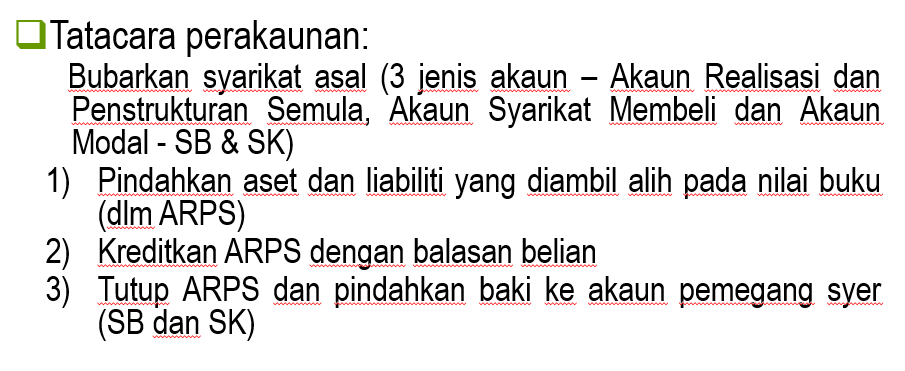 Tatacara perakaunan:
Bubarkan syarikat asal (3 jenis akaun – Akaun Realisasi dan
Penstrukturan Semula, Akaun Syarikat Membeli dan Akaun
Modal - SB & SK)
1) Pindahkan aset dan liabiliti yang diambil alih pada nilai buku
(dlm ARPS)
2) Kreditkan ARPS dengan balasan belian
3) Tutup ARPS dan pindahkan baki ke akaun pemegang syer
(SB dan SK)